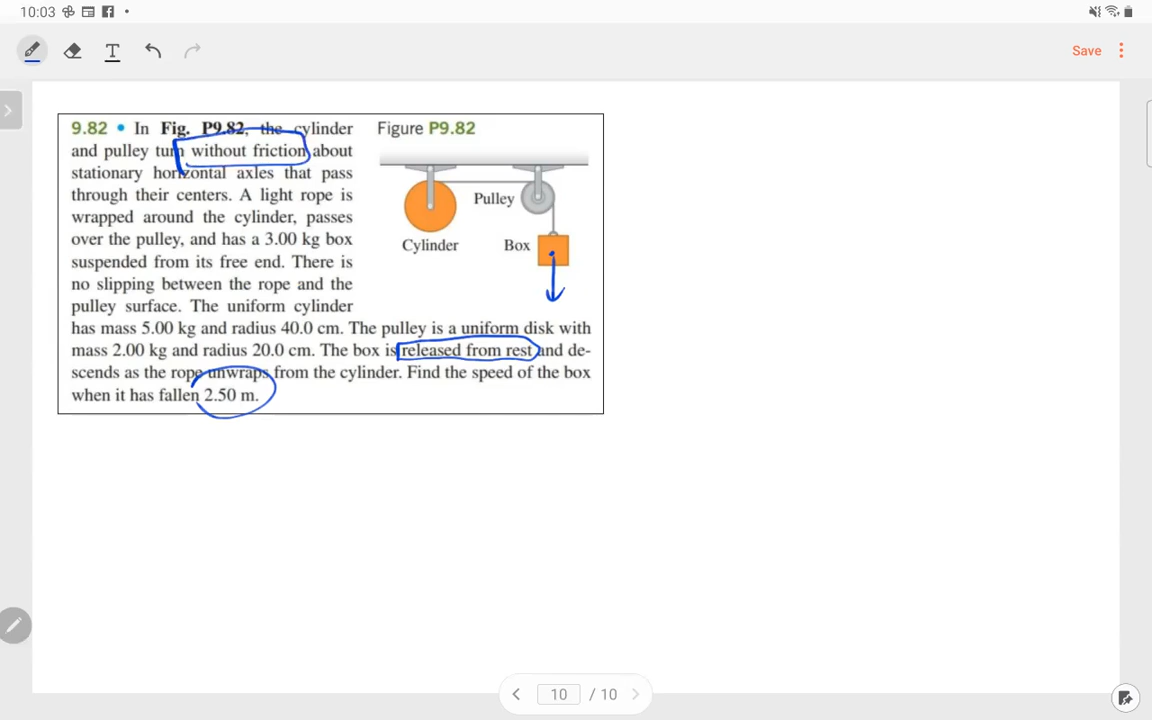 10:03
Save
9.82 • In Fig. P9.82, the cylinder
and pulley turn without friction about
stationary horizontal axles that pass
through their centers. A light rope is
wrapped around the cylinder, passes
over the pulley, and has a 3.00 kg box
suspended from its free end. There is
no slipping between the rope and the
pulley surface. The uniform cylinder
has mass 5.00 kg and radius 40.0 cm. The pulley is a uniform disk with
mass 2.00 kg and radius 20.0 cm. The box is released from rest and de-
scends as the rope unwraps from the cylinder. Find the speed of the box
when it has fallen 2.50 m.
Figure P9.82
Pulley
Cylinder
Box
10 / 10